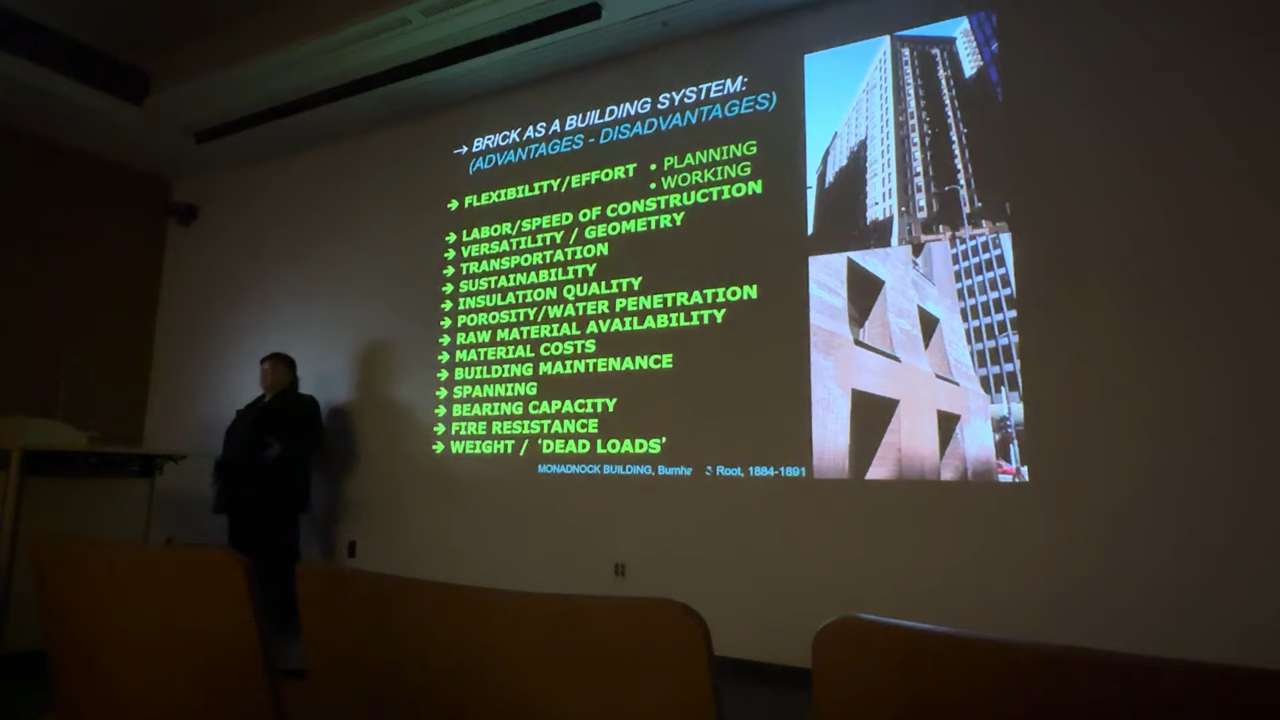 → BRICK AS A BUILDING SYSTEM:
(ADVANTAGES - DISADVANTAGES)
→ FLEXIBILITY/EFFORT • PLANNING
• WORKING
→ LABOR/SPEED OF CONSTRUCTION
→ VERSATILITY / GEOMETRY
→ TRANSPORTATION
→ SUSTAINABILITY
→ INSULATION QUALITY
→ POROSITY/WATER PENETRATION
→ RAW MATERIAL AVAILABILITY
→ MATERIAL COSTS
→ BUILDING MAINTENANCE
→ SPANNING
→ BEARING CAPACITY
→ FIRE RESISTANCE
→ WEIGHT / ‘DEAD LOADS’
MONADNOCK BUILDING, Root, 1884-1891